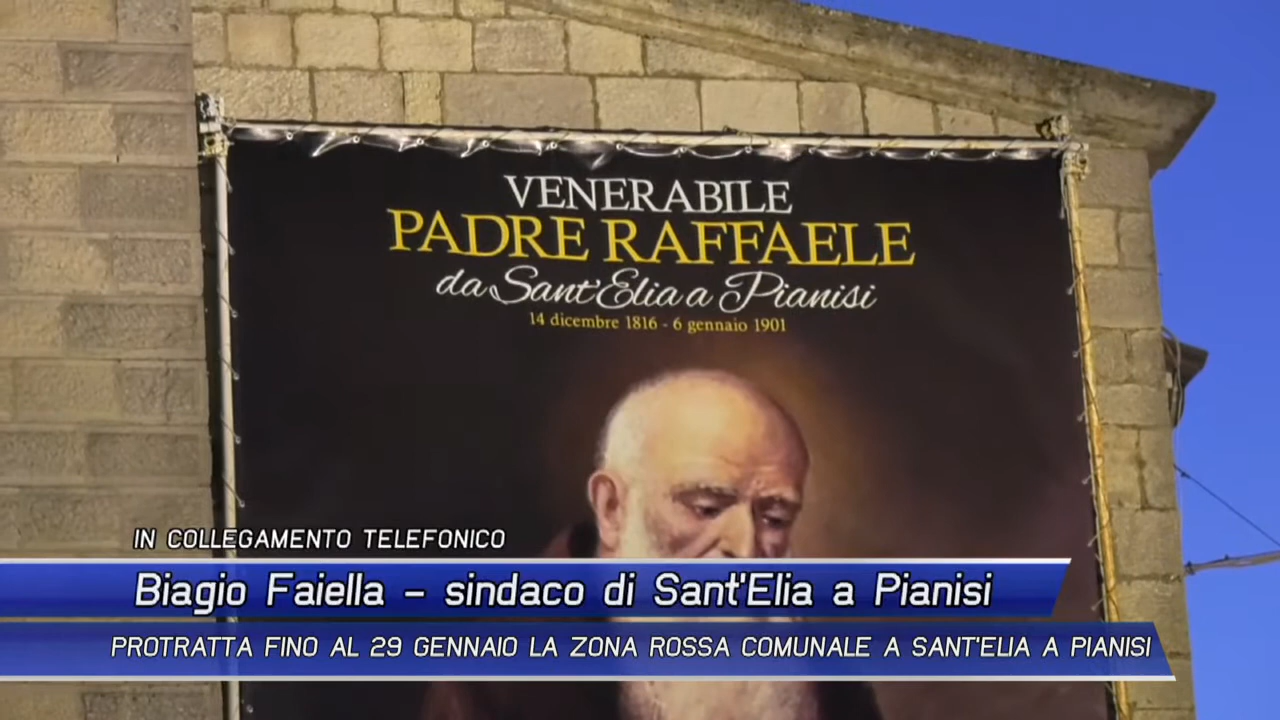 VENERABILE
PADRE RAFFAELE
da Sant'Elia a Pianisi
14 dicembre 1816 - 6 gennaio 1901
IN COLLEGAMENTO TELEFONICO
Biagio Faiella – sindaco di Sant'Elia a Pianisi
PROTRATTA FINO AL 29 GENNAIO LA ZONA ROSSA COMUNALE A SANT'ELIA A PIANISI